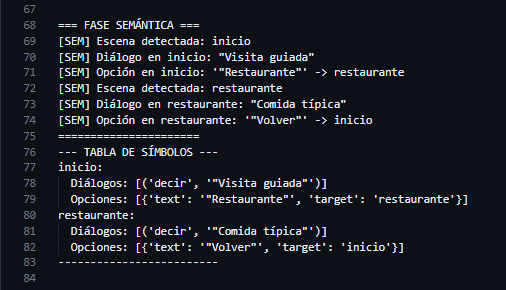 67
68 === FASE SEMÁNTICA ===
69 [SEM] Escena detectada: inicio
70 [SEM] Diálogo en inicio: "Visita guiada"
71 [SEM] Opción en inicio: '"Restaurante"' -> restaurante
72 [SEM] Escena detectada: restaurante
73 [SEM] Diálogo en restaurante: "Comida típica"
74 [SEM] Opción en restaurante: '"Volver"' -> inicio
75 ======================
76 --- TABLA DE SÍMBOLOS ---
77 inicio:
78   Diálogos: [('decir', '"Visita guiada"')]
79   Opciones: [{'text': '"Restaurante"', 'target': 'restaurante'}]
80 restaurante:
81   Diálogos: [('decir', '"Comida típica"')]
82   Opciones: [{'text': '"Volver"', 'target': 'inicio'}]
83 -------------------------
84